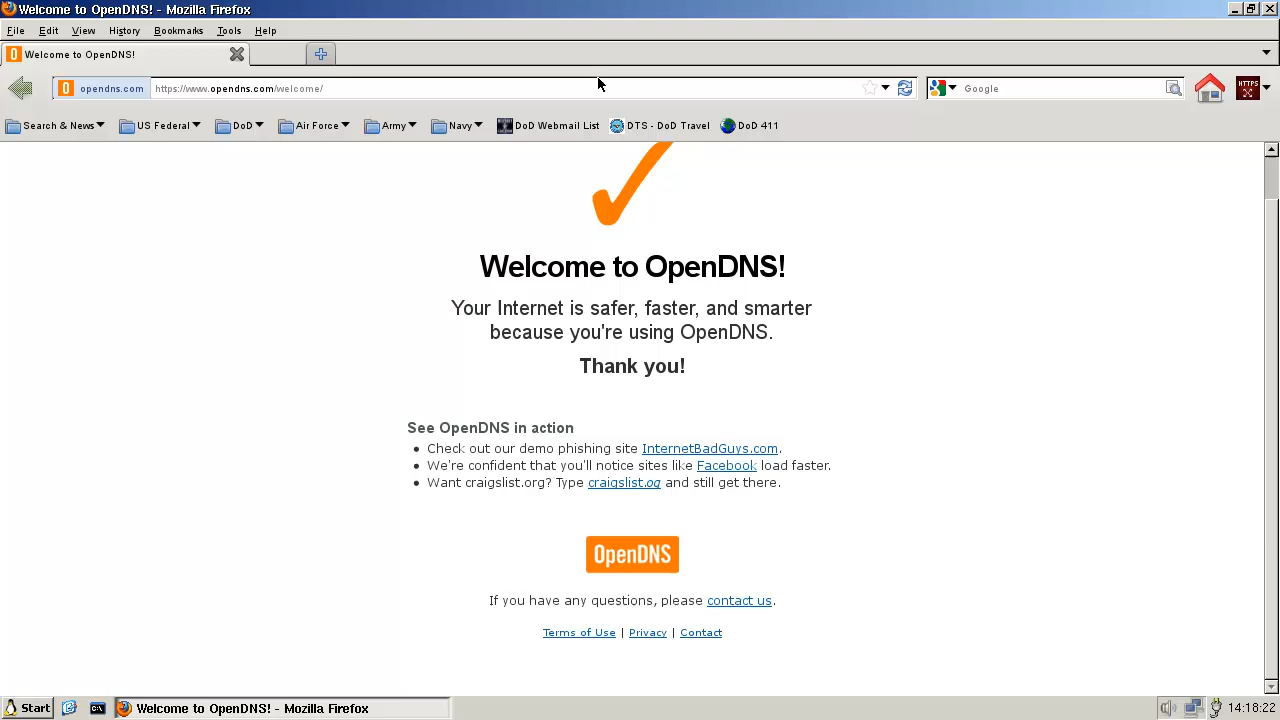 Welcome to OpenDNS! - Mozilla Firefox
File Edit View History Bookmarks Tools Help
Welcome to OpenDNS!
opendns.com https://www.opendns.com/welcome/ Google HTTPS
Search & News US Federal DoD Air Force Army Navy DoD Webmail List DTS - DoD Travel DoD 411
Welcome to OpenDNS!
Your Internet is safer, faster, and smarter
because you're using OpenDNS.
Thank you!
See OpenDNS in action
• Check out our demo phishing site InternetBadGuys.com.
• We're confident that you'll notice sites like Facebook load faster.
• Want craigslist.org? Type craigslist.og and still get there.
OpenDNS
If you have any questions, please contact us.
Terms of Use | Privacy | Contact
Start Welcome to OpenDNS! - Mozilla Firefox 14:18:22